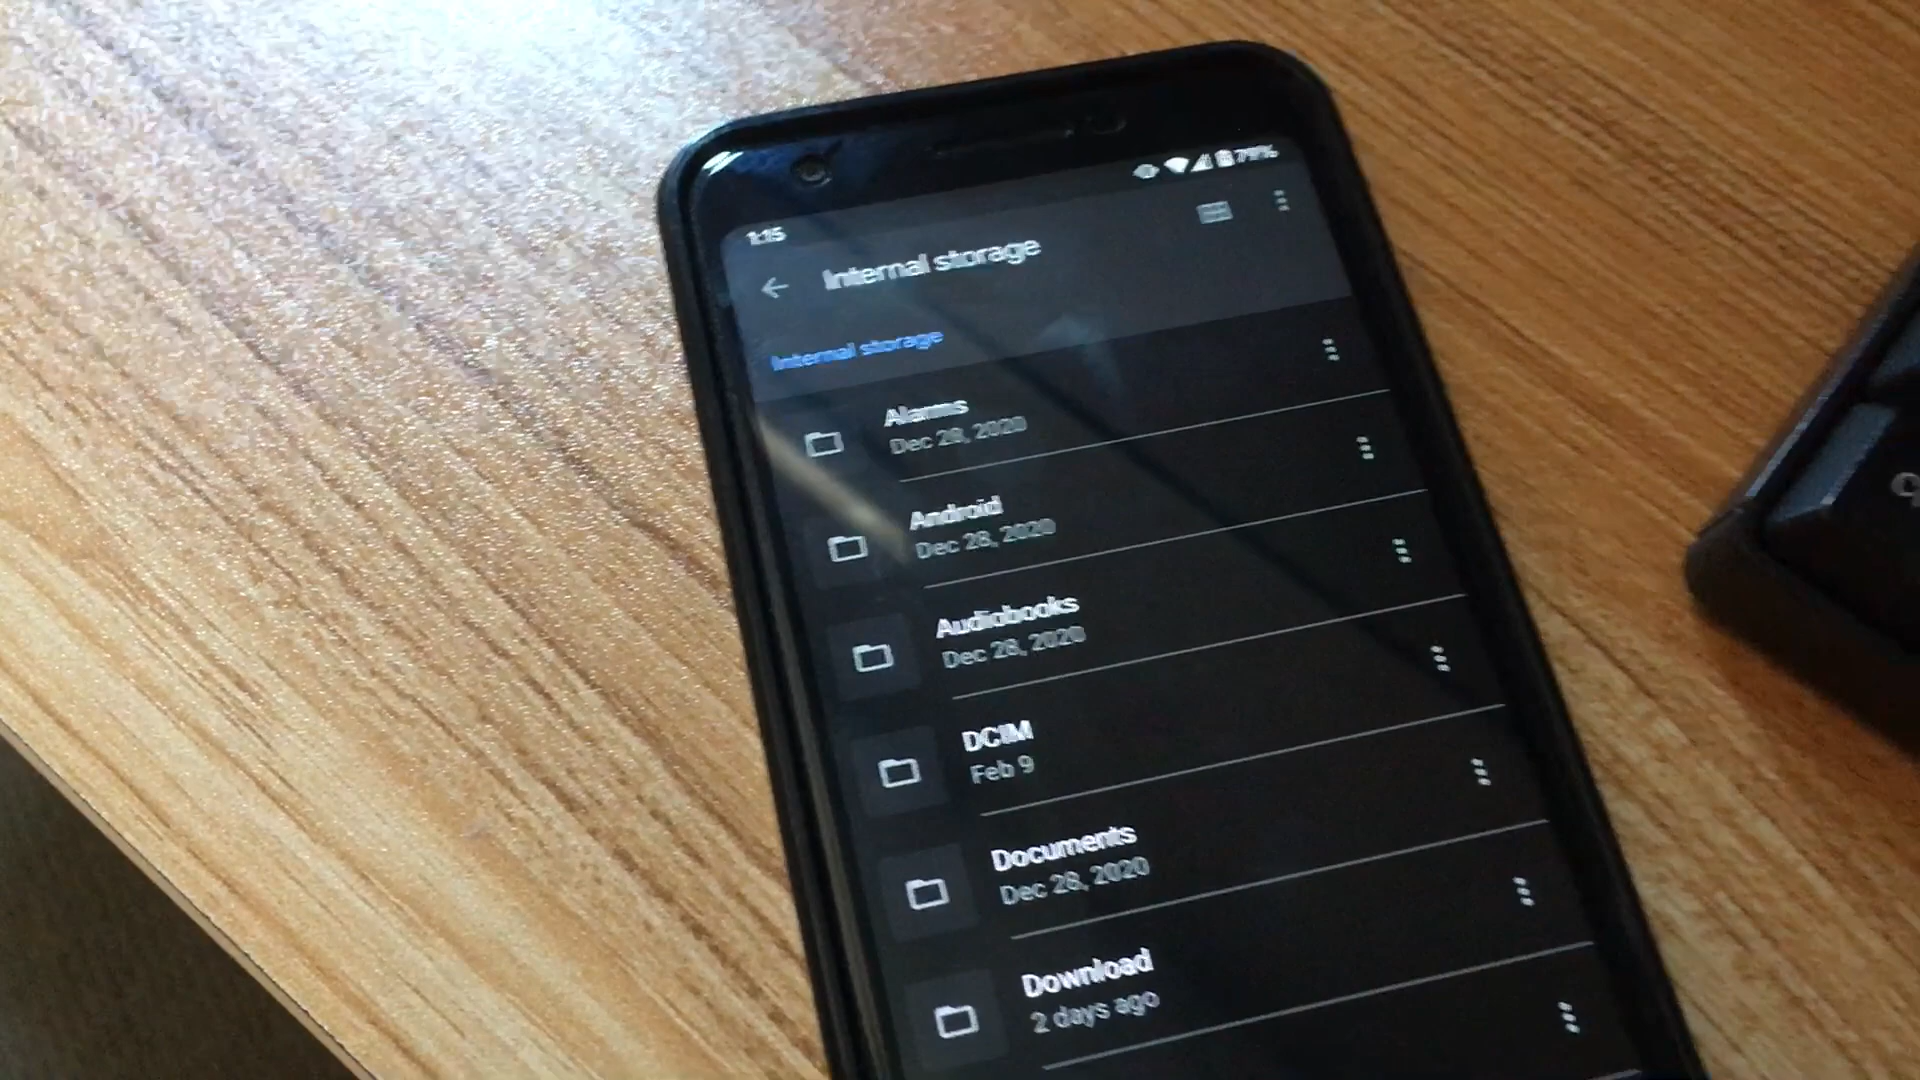 79%
1:15
Internal storage
Internal storage
Alarms
Dec 28, 2020
Android
Dec 28, 2020
Audiobooks
Dec 28, 2020
DCIM
Feb 9
Documents
Dec 28, 2020
Download
2 days ago